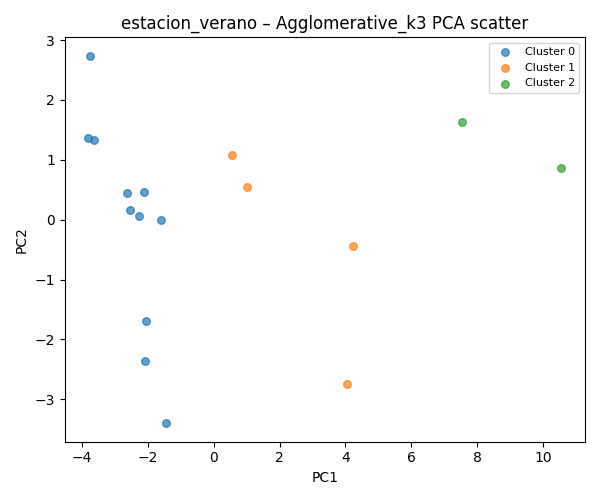 estacion_verano – Agglomerative_k3 PCA scatter
Cluster 0
Cluster 1
Cluster 2
PC2
3
2
1
0
−1
−2
−3
−4
−2
0
2
4
6
8
10
PC1